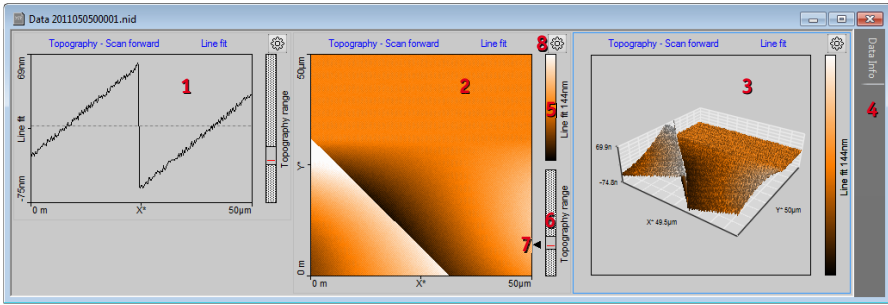 Data 2011050500001.nid
Topography - Scan forward Line fit
69nm
Line fit
-75nm
0 m X* 50µm
Topography range
1
Topography - Scan forward Line fit
8
50µm
Y*
0 m
0 m X* 50µm
2
5
Line fit 144nm
6
Topography range
7
Topography - Scan forward Line fit
3
69.9n
-74.8n
X* 49.5µm
Y* 50µm
Line fit 144nm
Data Info
4